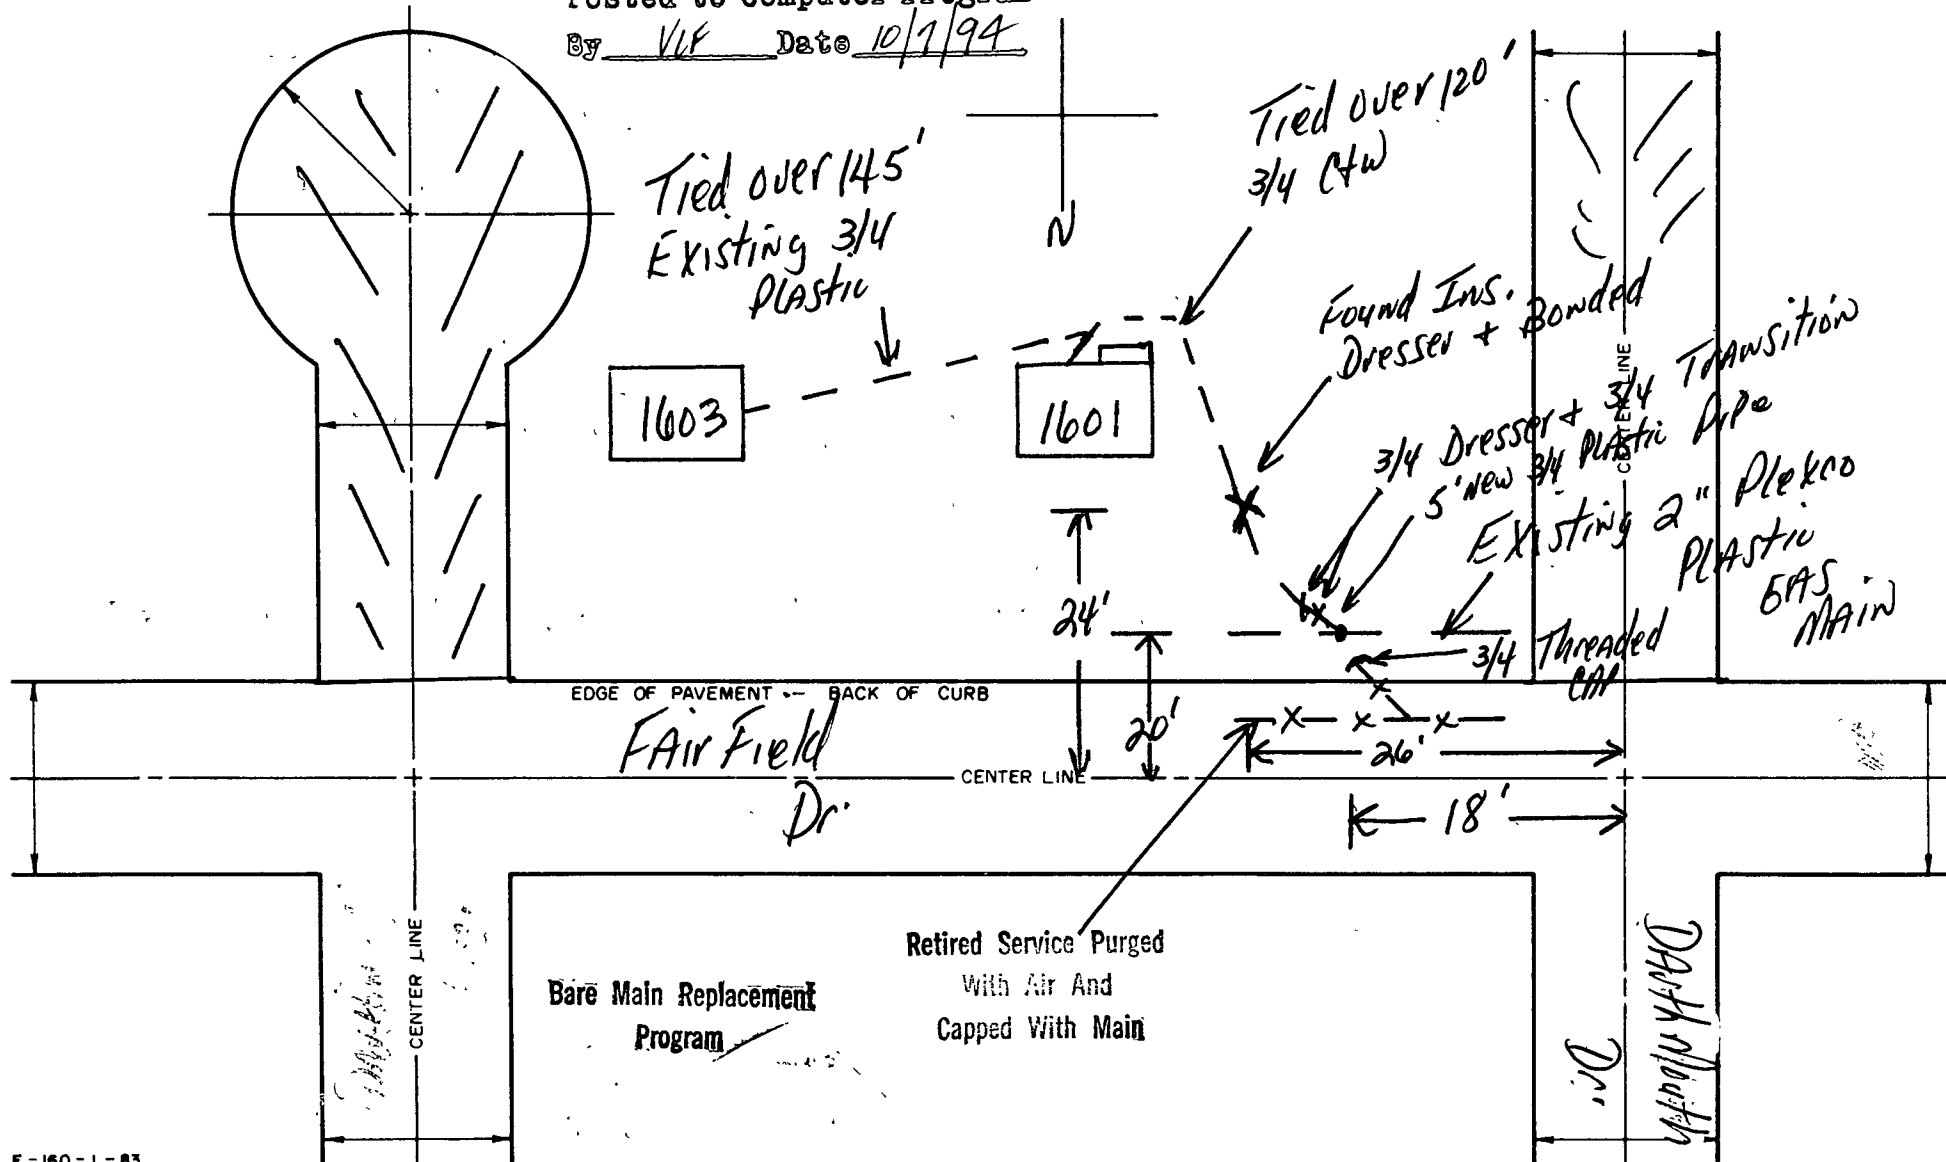 Posted to Computer Program
By VLF Date 10/7/94
Tied over 120'
3/4 C+W
Tied over 145'
Existing 3/4
Plastic
N
Found Ins.
Dresser + Bonded
1603
1601
3/4 Dresser + 3/4 Transition
5' New 3/4 Plastic Pipe
Existing 2" Plexco
Plastic
GAS
MAIN
CENTER LINE
24'
20'
3/4 Threaded
CAP
EDGE OF PAVEMENT -- BACK OF CURB
FAirField
Dr.
CENTER LINE
26'
18'
Retired Service Purged
With Air And
Capped With Main
Bare Main Replacement
Program
CENTER LINE
Dartmouth
Dr.
F-160-1-83